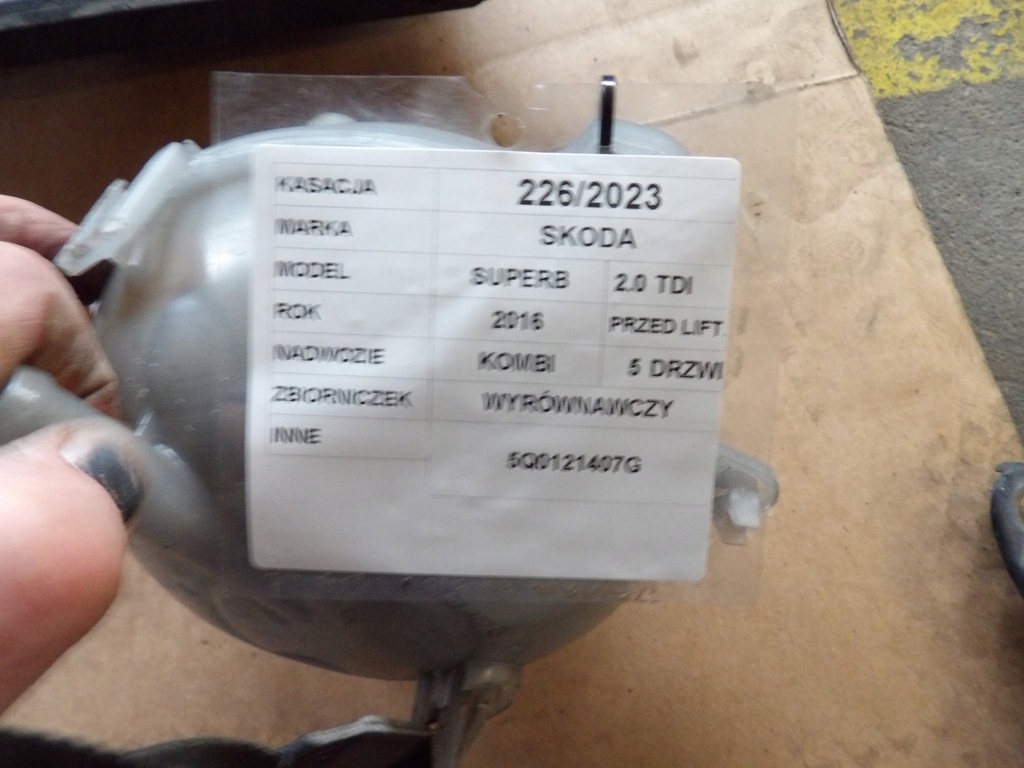 KASACJA 226/2023
MARKA SKODA
MODEL SUPERB 2.0 TDI
ROK 2016 PRZED LIFT
NADWOZIE KOMBI 5 DRZWI
ZBIORNICZEK WYRÓWNAWCZY
INNE 5Q0121407G